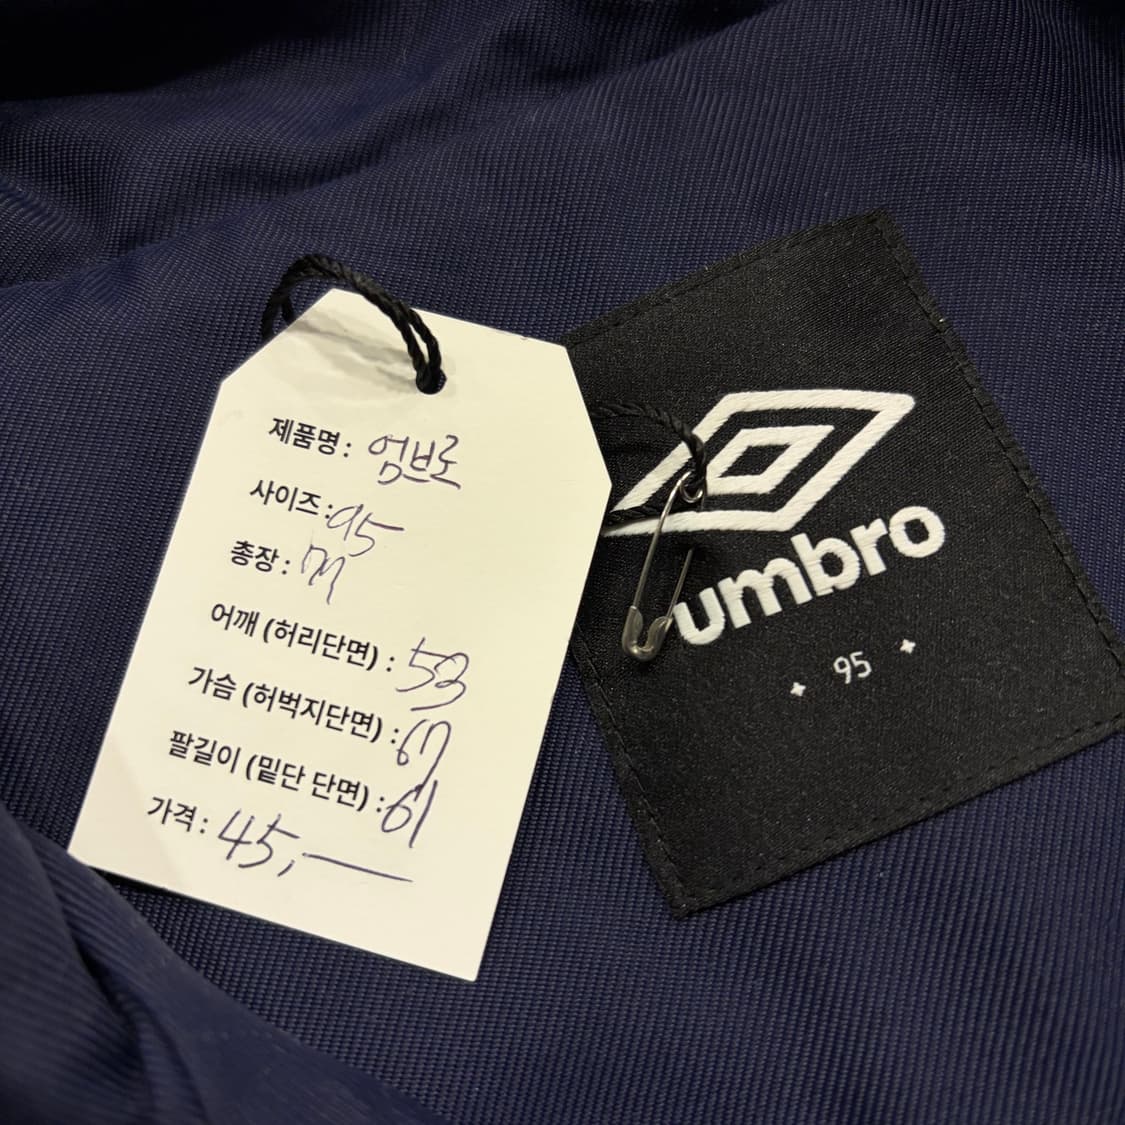 제품명: 엄브로
사이즈: 95
총장: 77
어깨 (허리단면) : 53
가슴 (허벅지단면) : 67
팔길이 (밑단 단면) : 61
가격: 45,—
umbro
95